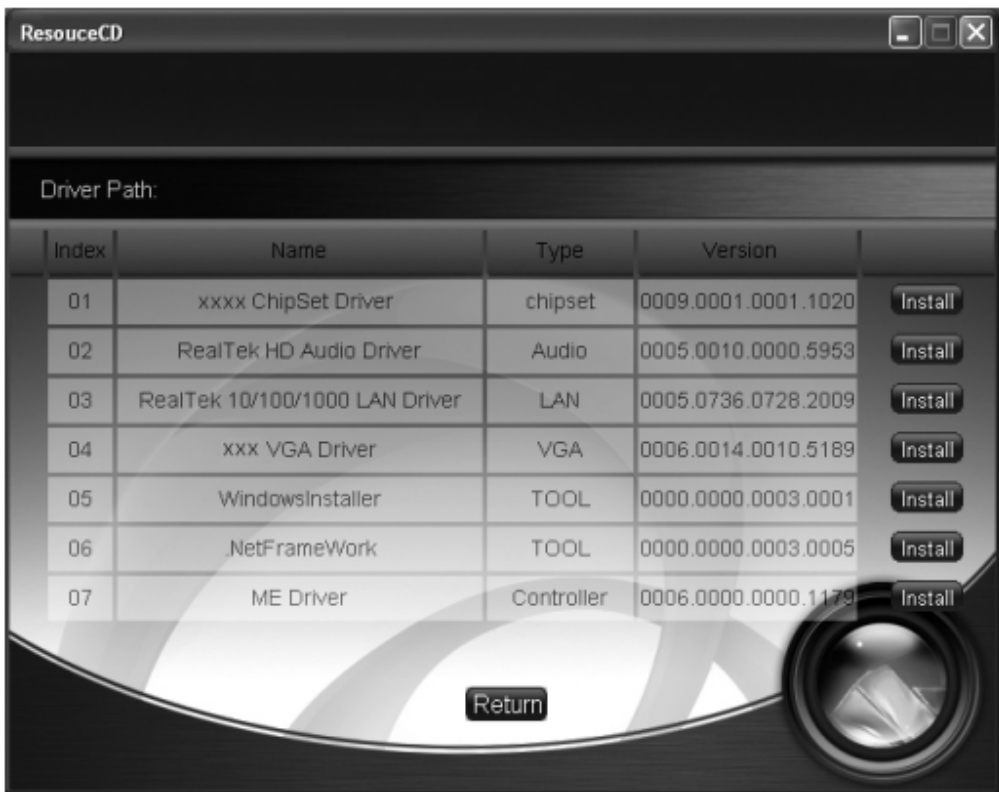 ResouceCD
Driver Path:
Index Name Type Version
01 xxxx ChipSet Driver chipset 0009.0001.0001.1020 Install
02 RealTek HD Audio Driver Audio 0005.0010.0000.5953 Install
03 RealTek 10/100/1000 LAN Driver LAN 0005.0736.0728.2009 Install
04 xxx VGA Driver VGA 0006.0014.0010.5189 Install
05 WindowsInstaller TOOL 0000.0000.0003.0001 Install
06 .NetFrameWork TOOL 0000.0000.0003.0005 Install
07 ME Driver Controller 0006.0000.0000.1179 Install
Return